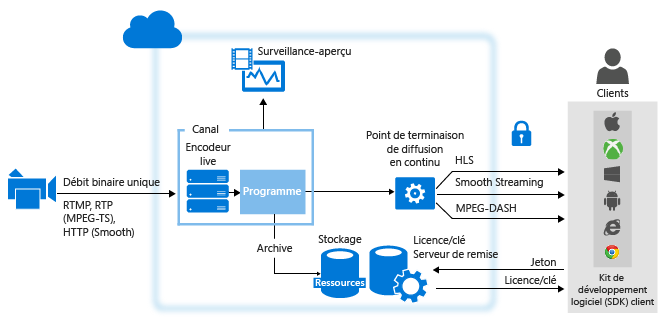 Surveillance-aperçu
Clients
Canal
Encodeur
live
Programme
Point de terminaison
de diffusion
en continu
HLS
Smooth Streaming
MPEG-DASH
Débit binaire unique
RTMP, RTP
(MPEG-TS),
HTTP (Smooth)
Archive
Stockage
Ressources
Licence/clé
Serveur de remise
Jeton
Licence/clé
Kit de
développement
logiciel (SDK) client